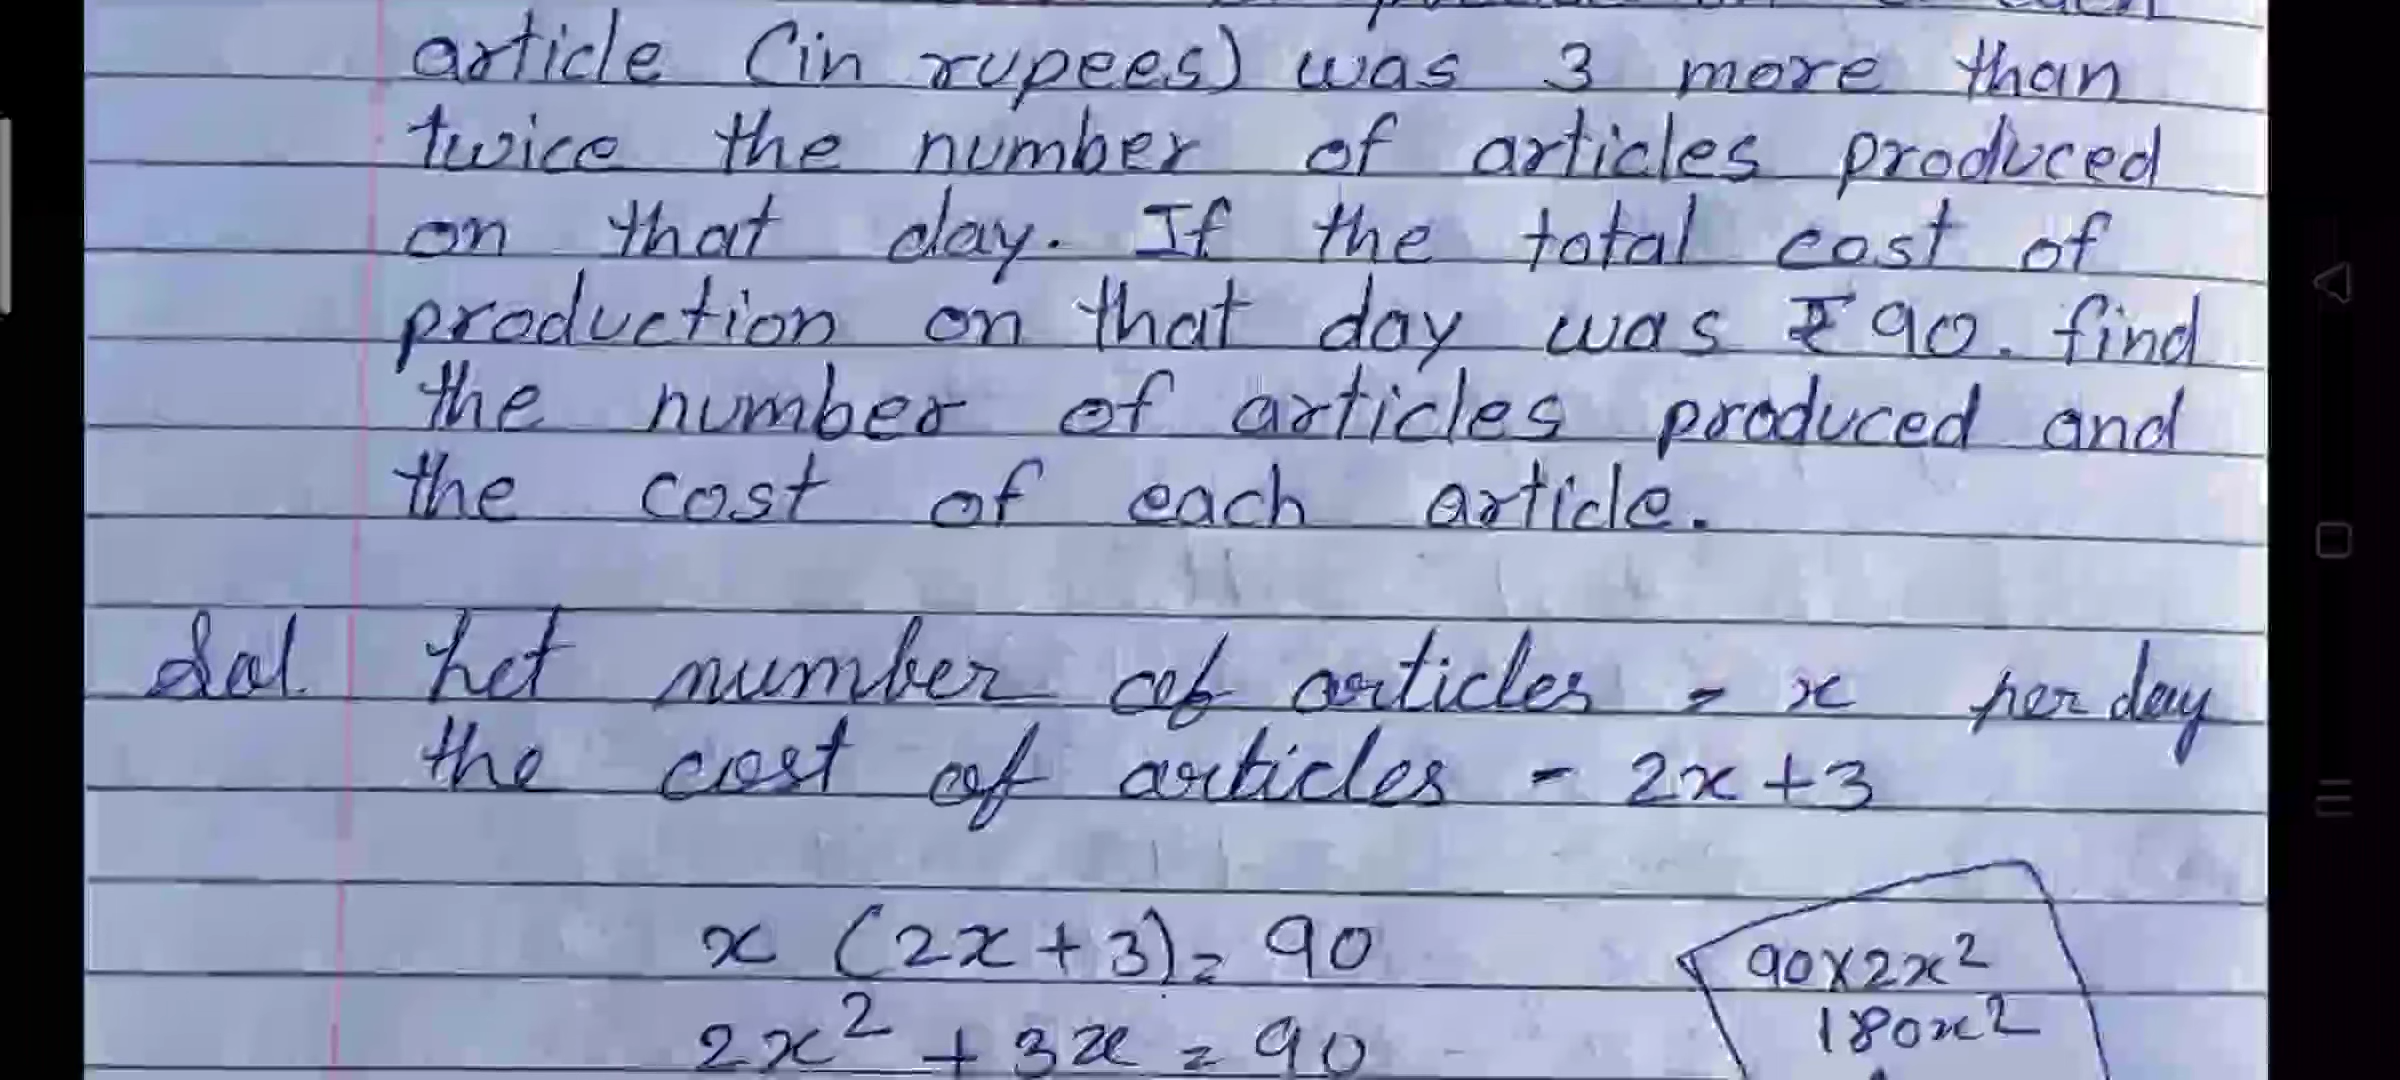 article (in rupees) was 3 more than
twice the number of articles produced
on that day. If the total cost of
production on that day was ₹90. find
the number of articles produced and
the cost of each article.
Sol. Let number of articles = x per day
the cost of articles - 2x+3
x (2x+3)= 90
90x2x²
2x² + 3x = 90
180x²